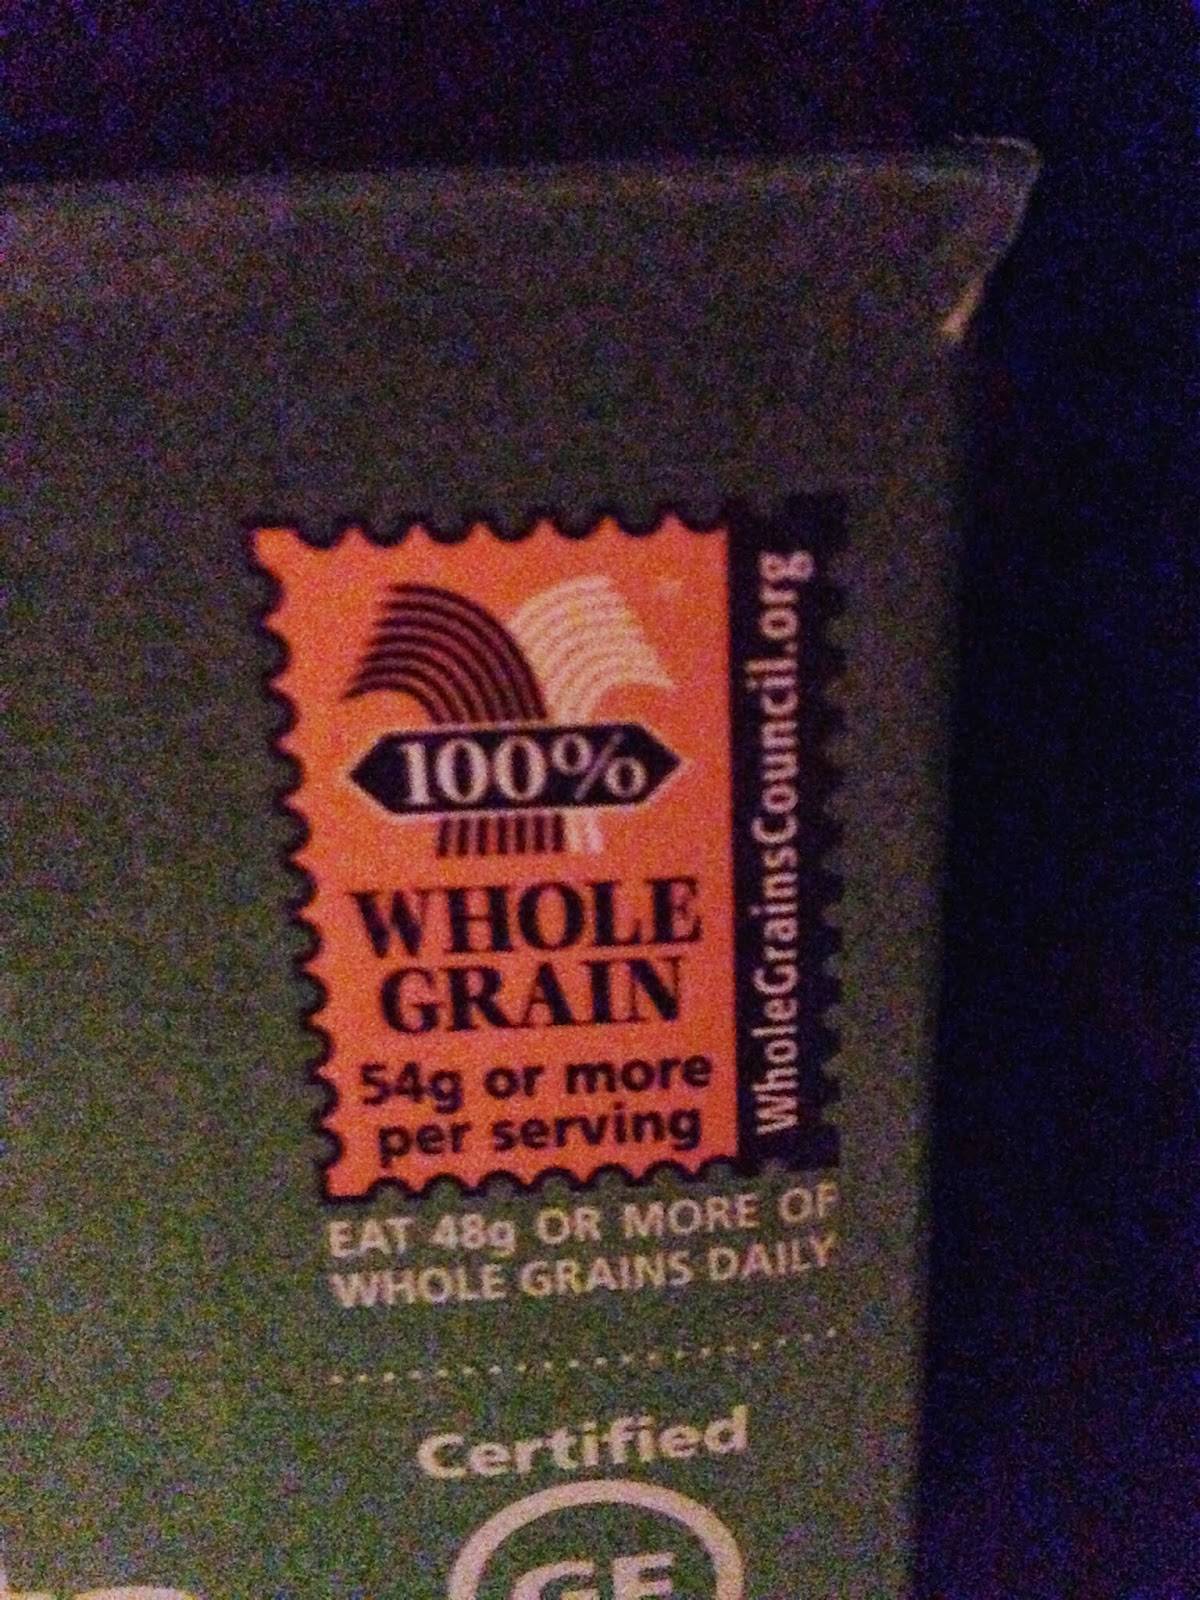 100%
WHOLE
GRAIN
54g or more
per serving
WholeGrainsCouncil.org
EAT 48g OR MORE OF
WHOLE GRAINS DAILY
Certified
GF